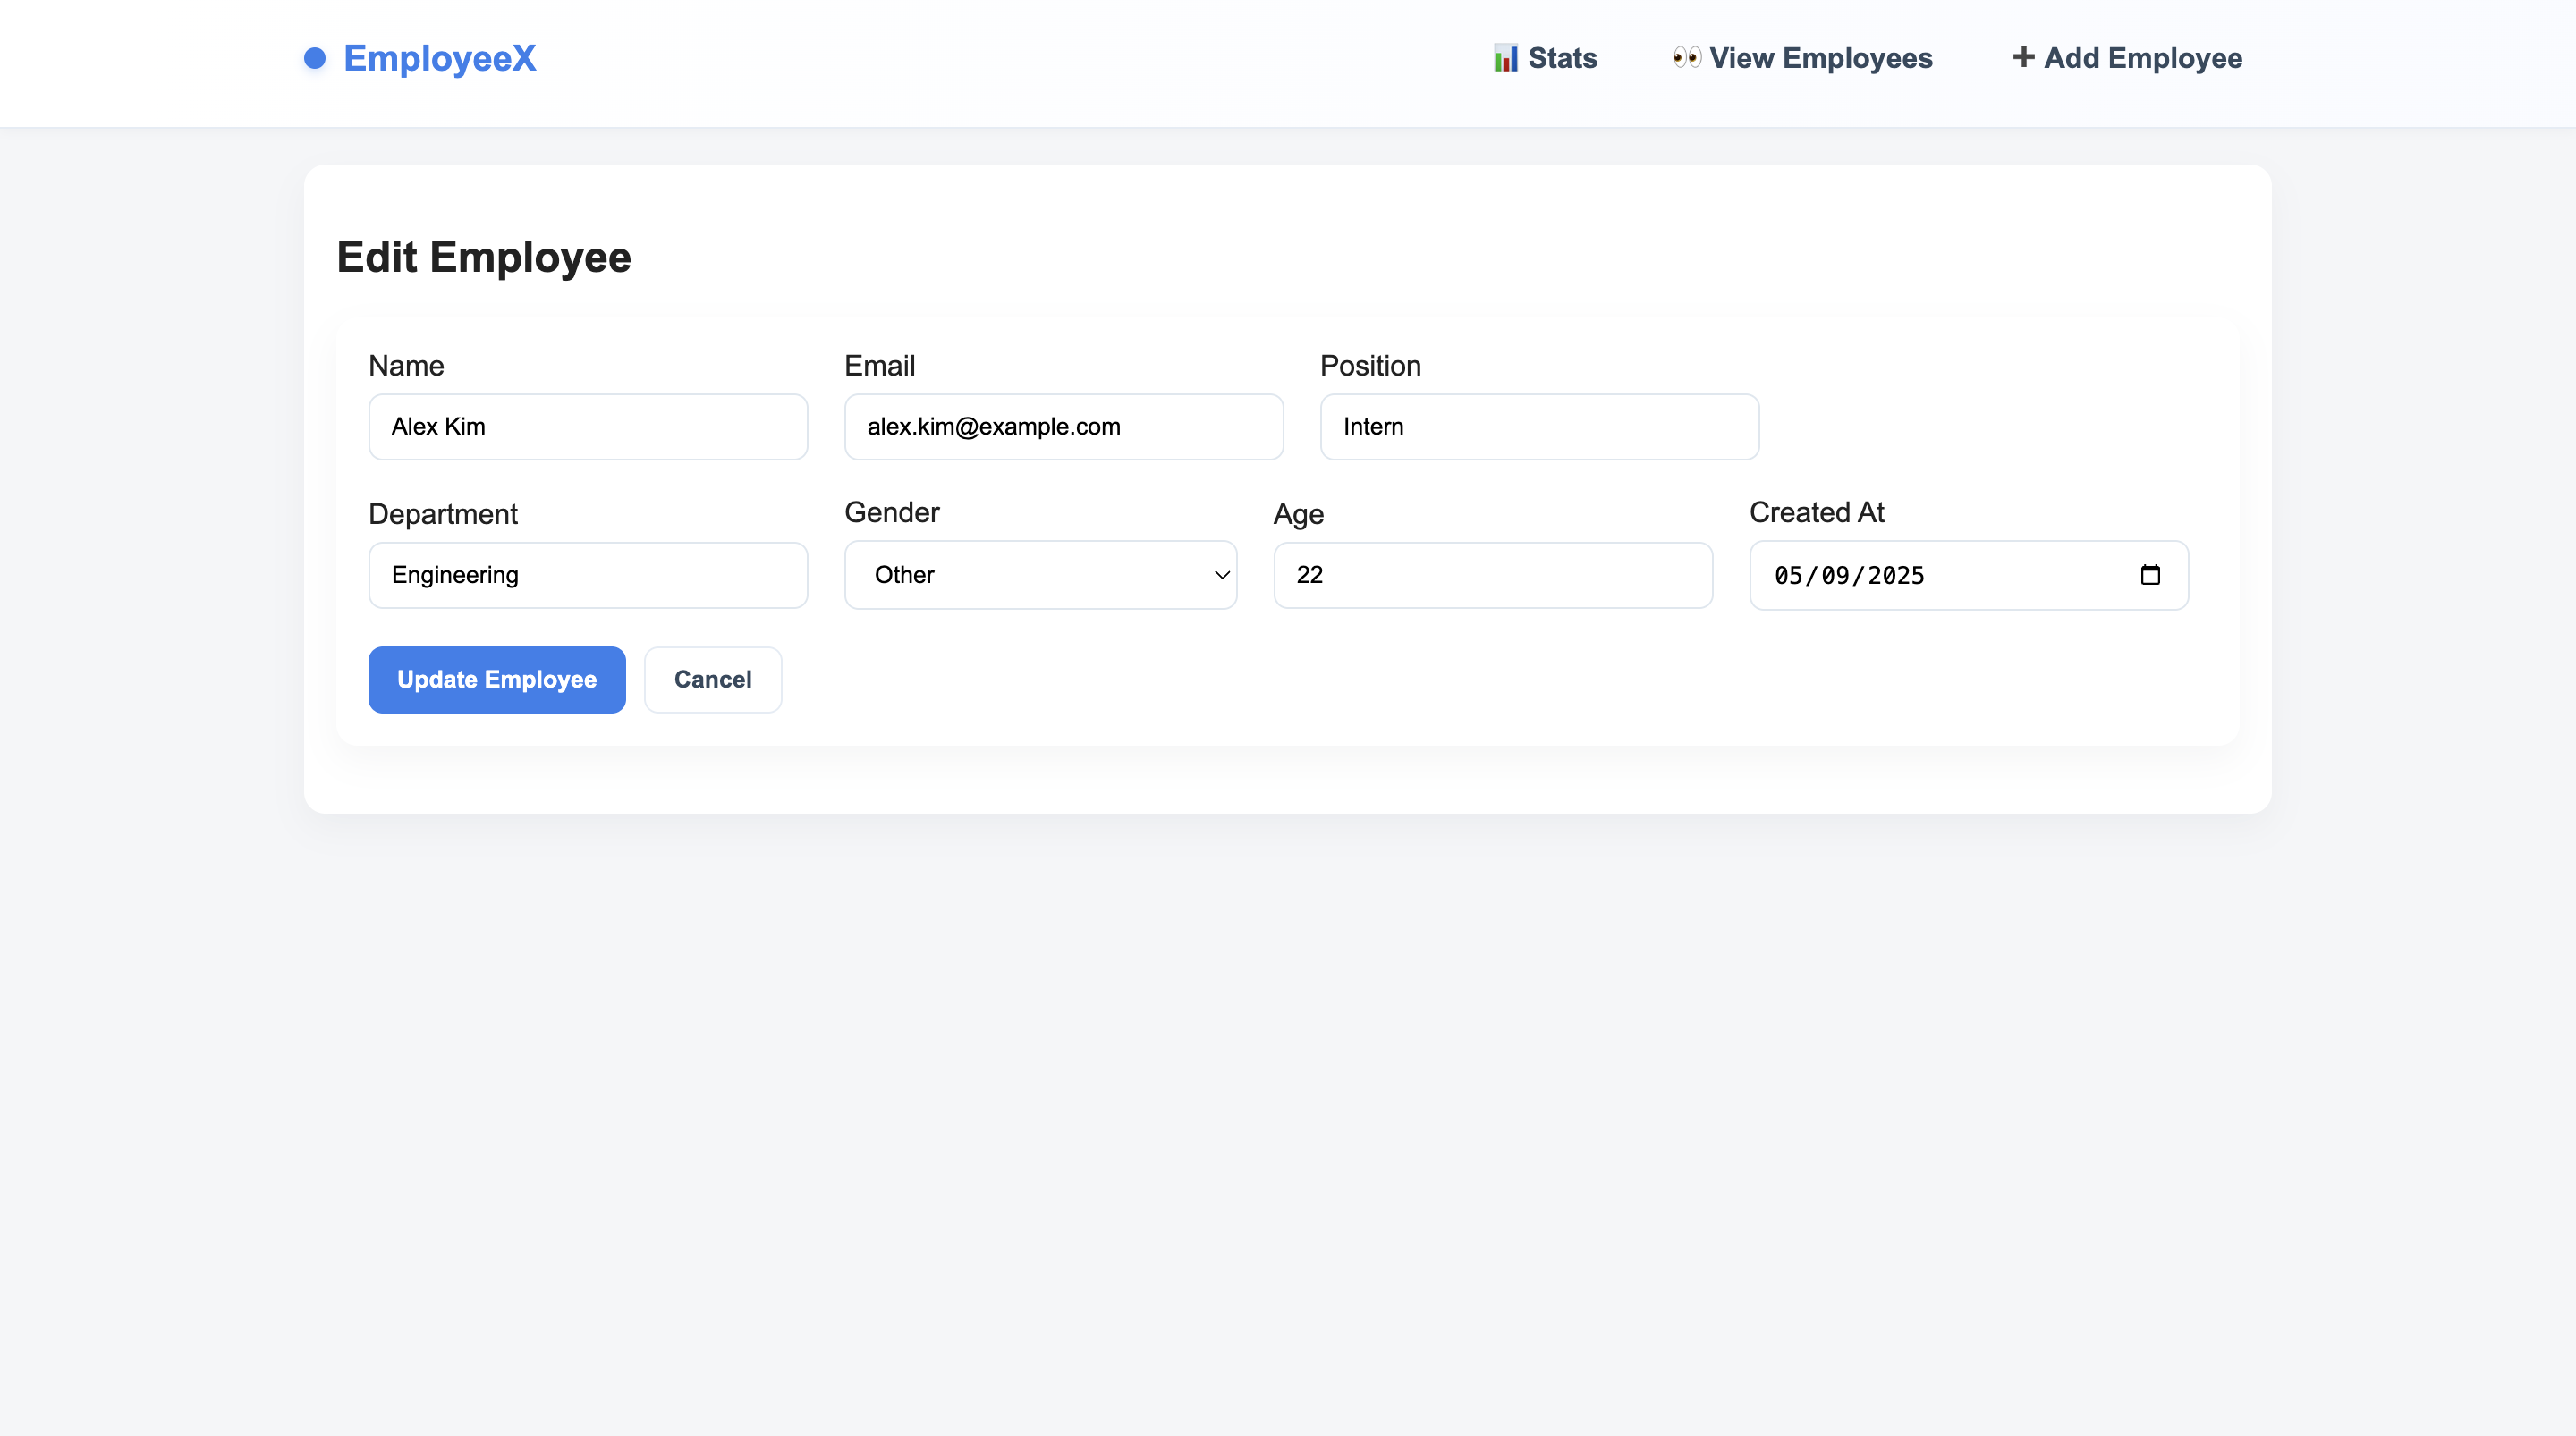 EmployeeX
📊 Stats
👀 View Employees
➕ Add Employee
Edit Employee
Name
Email
Position
Alex Kim
alex.kim@example.com
Intern
Department
Gender
Age
Created At
Engineering
Other
22
05/09/2025
Update Employee
Cancel